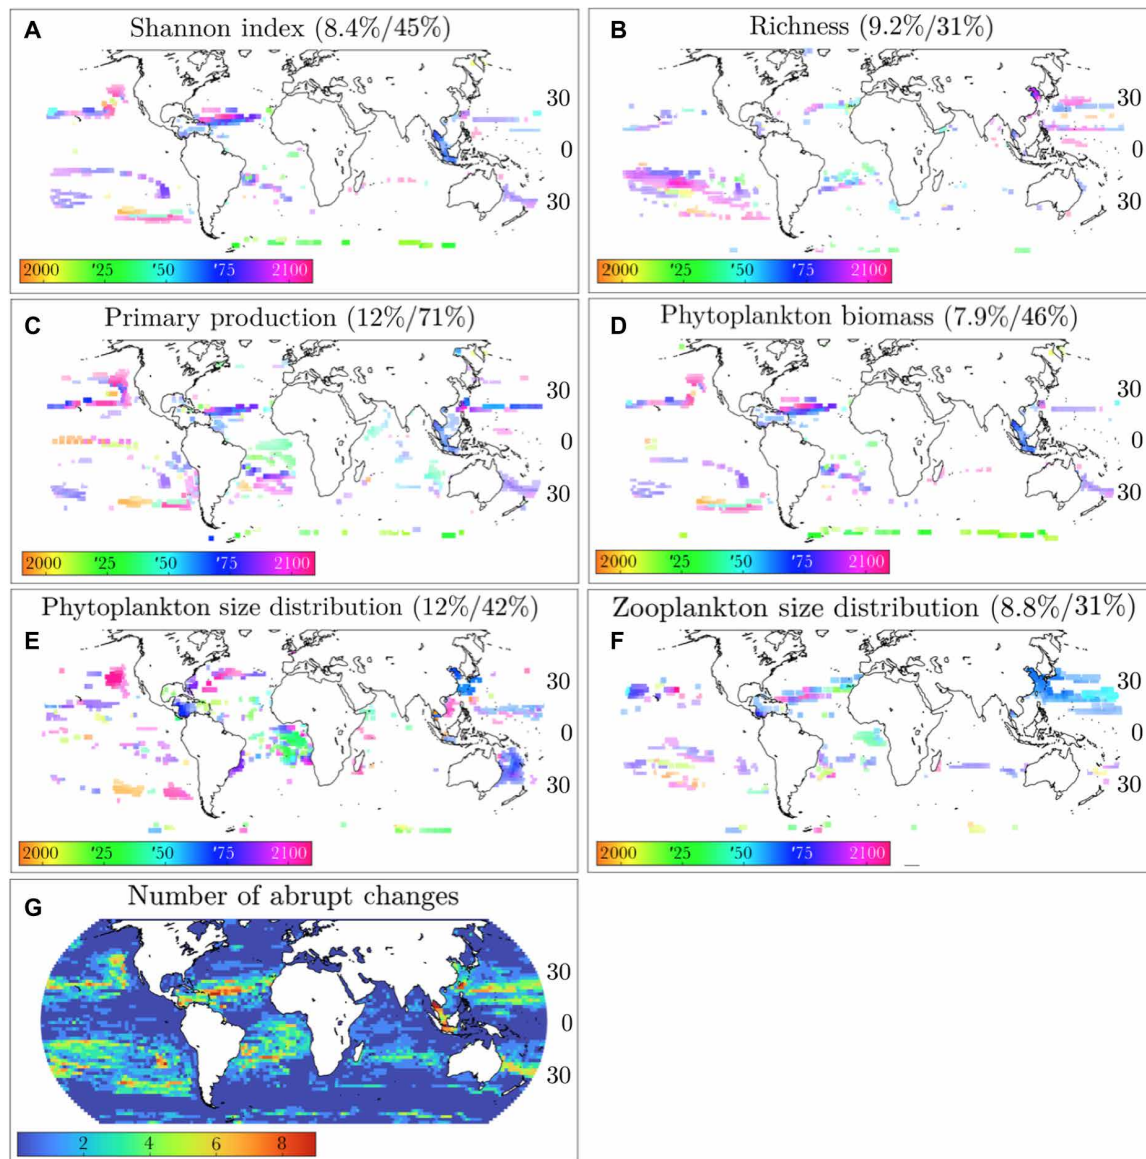 A Shannon index (8.4%/45%)
30
0
30
2000 '25 '50 '75 2100
B Richness (9.2%/31%)
30
0
30
2000 '25 '50 '75 2100
C Primary production (12%/71%)
30
0
30
2000 '25 '50 '75 2100
D Phytoplankton biomass (7.9%/46%)
30
0
30
2000 '25 '50 '75 2100
E Phytoplankton size distribution (12%/42%)
30
0
30
2000 '25 '50 '75 2100
F Zooplankton size distribution (8.8%/31%)
30
0
30
2000 '25 '50 '75 2100
G Number of abrupt changes
30
0
30
2 4 6 8